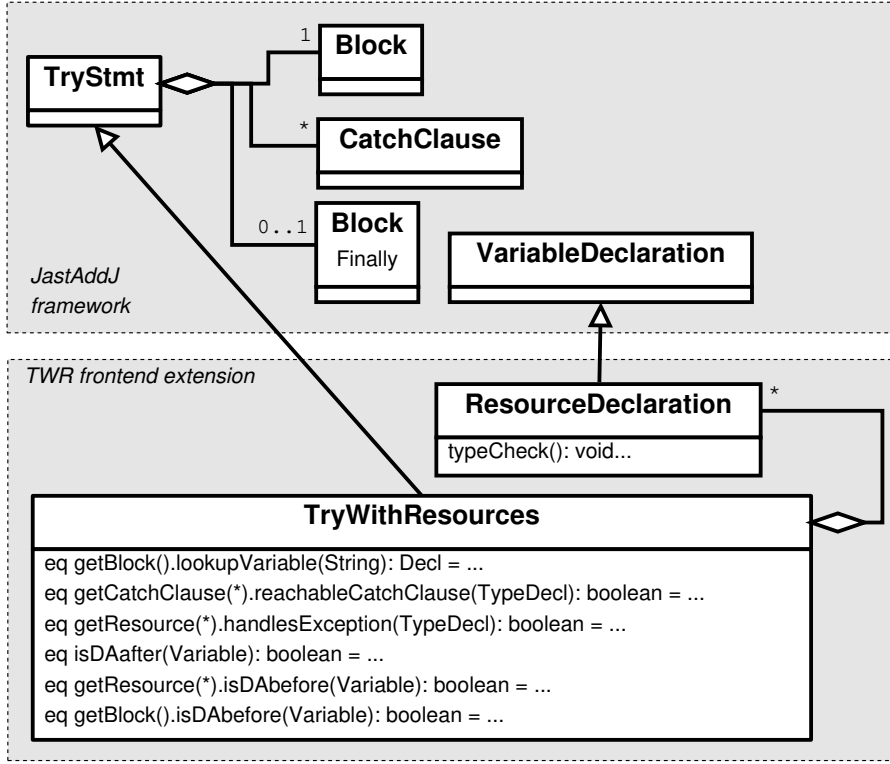 1
Block
TryStmt
*
CatchClause
0..1
Block
Finally
VariableDeclaration
JastAddJ
framework
TWR frontend extension
ResourceDeclaration
*
typeCheck(): void...
TryWithResources
eq getBlock().lookupVariable(String): Decl = ...
eq getCatchClause(*).reachableCatchClause(TypeDecl): boolean = ...
eq getResource(*).handlesException(TypeDecl): boolean = ...
eq isDAafter(Variable): boolean = ...
eq getResource(*).isDAbefore(Variable): boolean = ...
eq getBlock().isDAbefore(Variable): boolean = ...